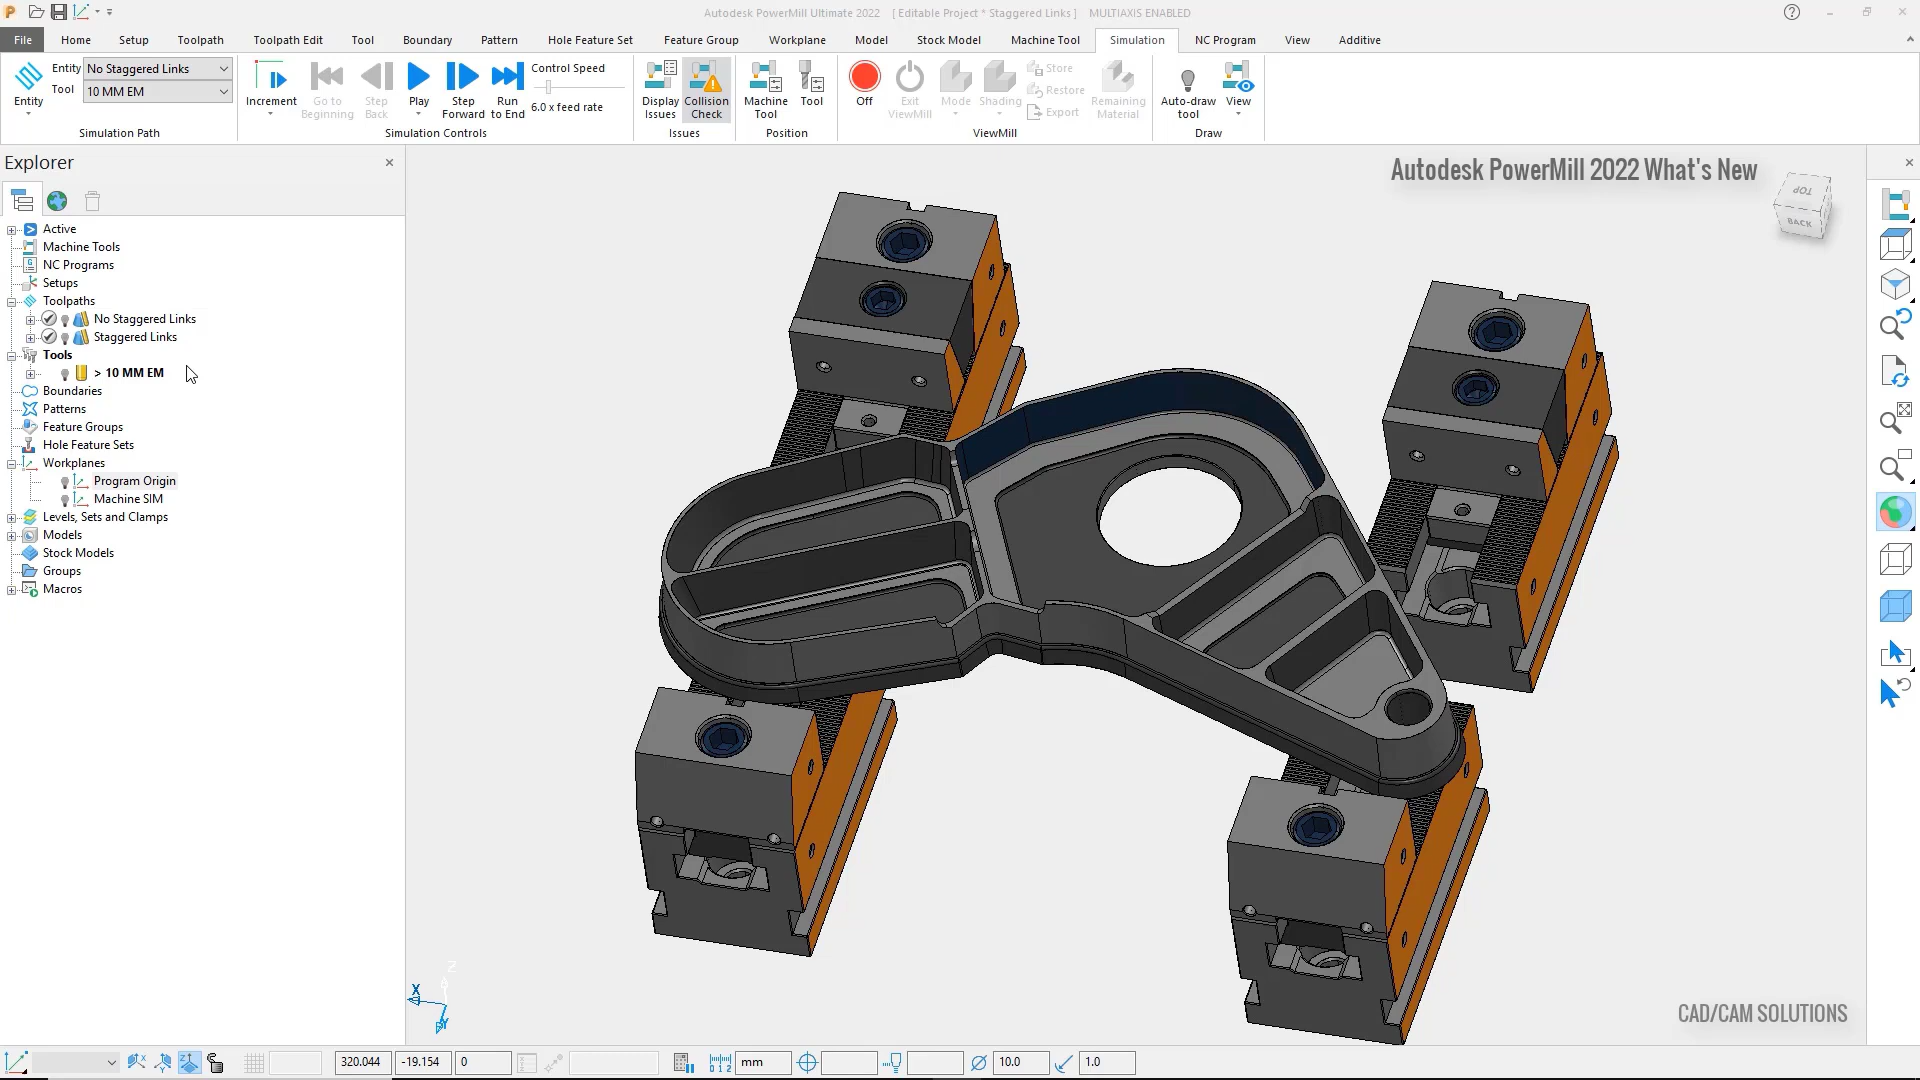 Autodesk PowerMill Ultimate 2022 [ Editable Project * Staggered Links ] MULTIAXIS ENABLED
File Home Setup Toolpath Toolpath Edit Tool Boundary Pattern Hole Feature Set Feature Group Workplane Model Stock Model Machine Tool Simulation NC Program View Additive
Entity
Entity No Staggered Links
Tool 10 MM EM
Simulation Path
Increment
Go to Beginning
Step Back
Play
Step Forward
Run to End
Control Speed
6.0 x feed rate
Simulation Controls
Display Issues
Collision Check
Issues
Machine Tool
Tool
Position
Off
Exit ViewMill
Mode
Shading
Store
Restore
Export
Remaining Material
ViewMill
Auto-draw tool
View
Draw
Explorer
Active
Machine Tools
NC Programs
Setups
Toolpaths
No Staggered Links
Staggered Links
Tools
> 10 MM EM
Boundaries
Patterns
Feature Groups
Hole Feature Sets
Workplanes
Program Origin
Machine SIM
Levels, Sets and Clamps
Models
Stock Models
Groups
Macros
Autodesk PowerMill 2022 What's New
TOP
BACK
Z
X
Y
CAD/CAM SOLUTIONS
320.044 -19.154 0 mm 10.0 1.0